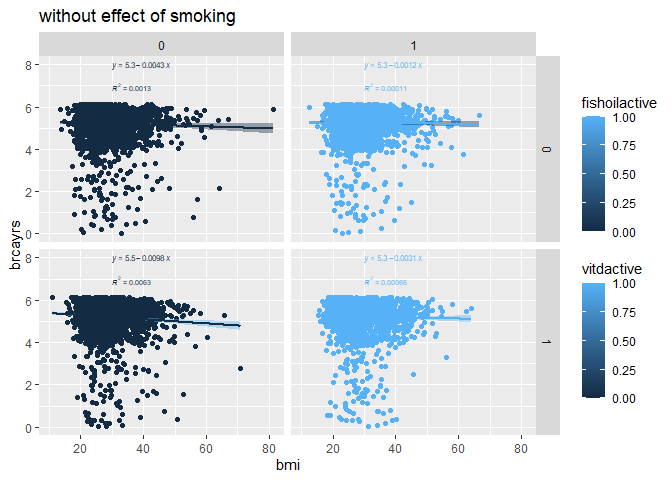 without effect of smoking
0 1
8
6
4
2
0
y = 5.3−0.0043 x
R² = 0.0013
y = 5.3−0.0012 x
R² = 0.00011
0
8
6
4
2
0
y = 5.5−0.0098 x
R² = 0.0063
y = 5.3−0.0031 x
R² = 0.00066
1
brcayrs
20 40 60 80 20 40 60 80
bmi
fishoilactive
1.00
0.75
0.50
0.25
0.00
vitdactive
1.00
0.75
0.50
0.25
0.00